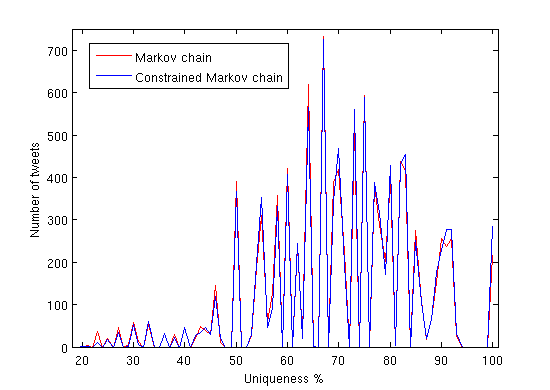 700
Markov chain
Constrained Markov chain
600
500
400
300
200
100
0
Number of tweets
20 30 40 50 60 70 80 90 100
Uniqueness %